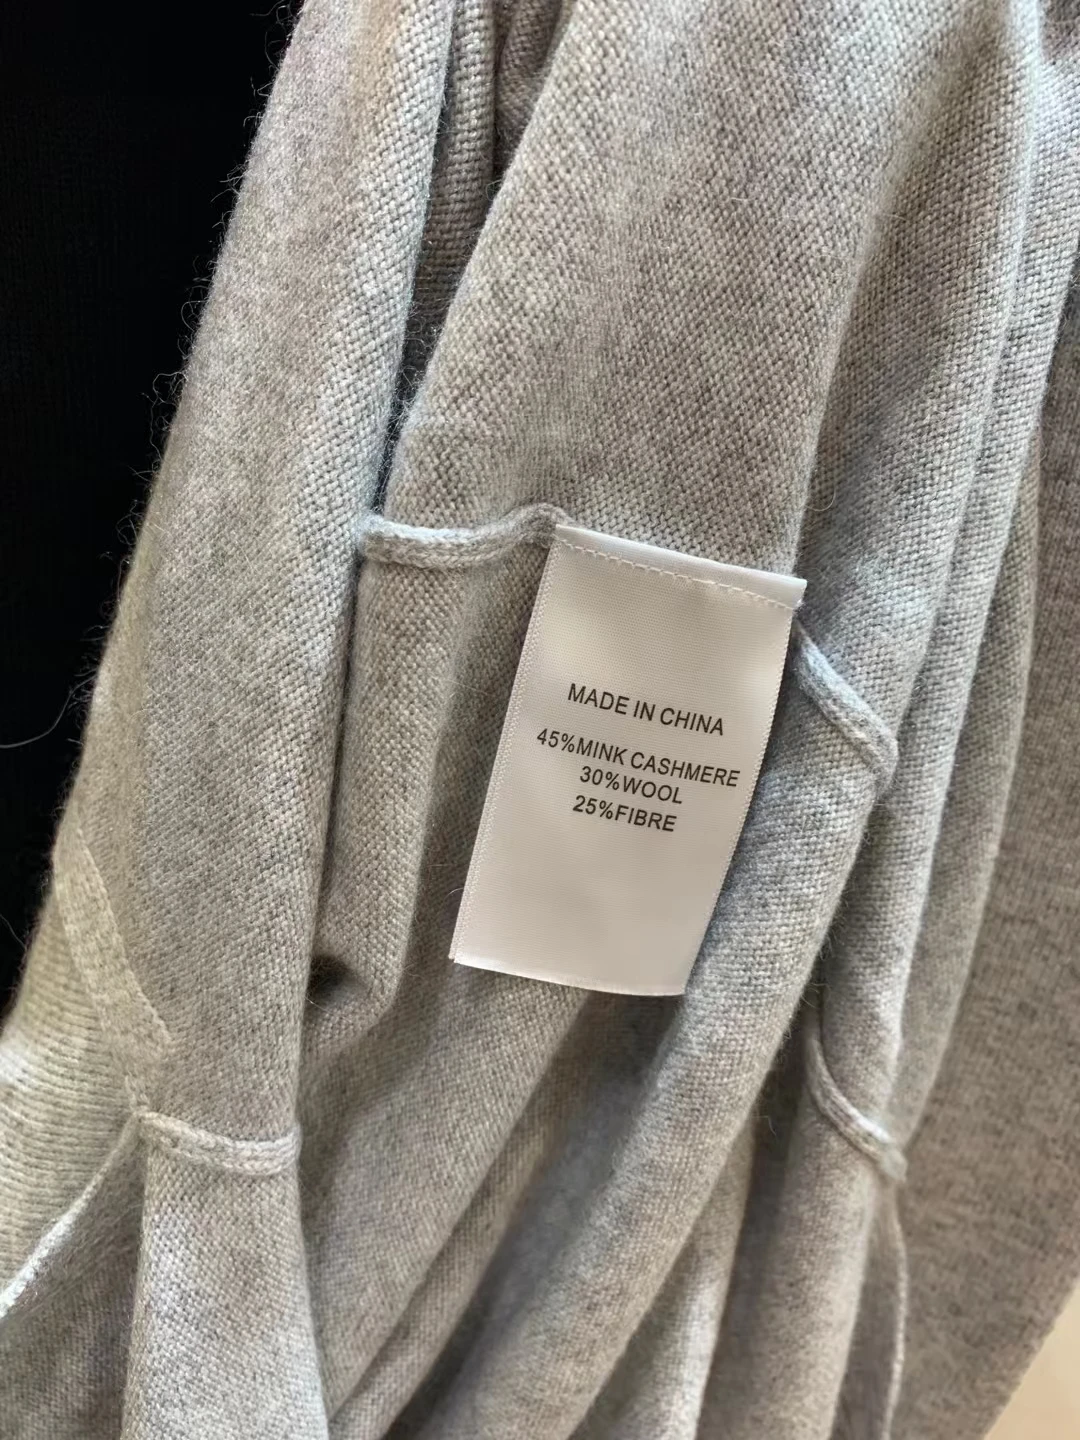 MADE IN CHINA
45%MINK CASHMERE
30%WOOL
25%FIBRE